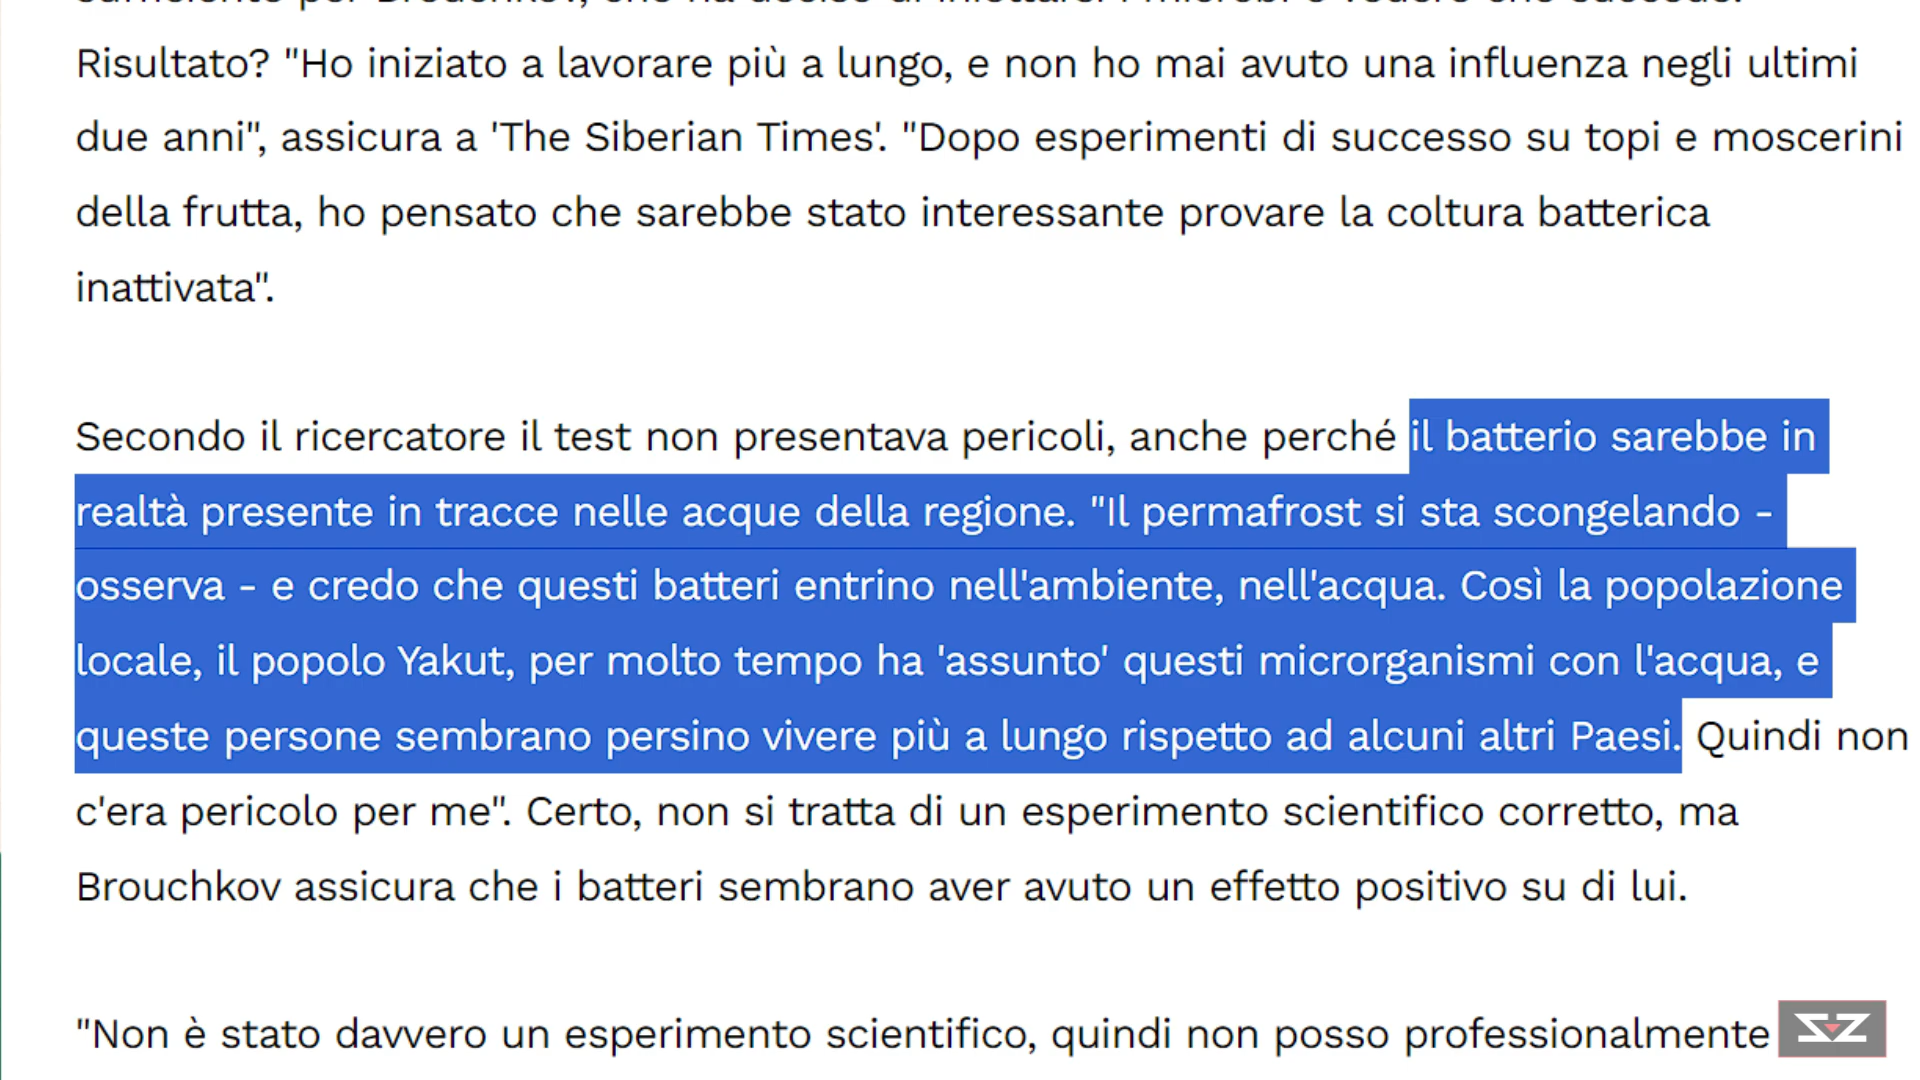 Risultato? "Ho iniziato a lavorare più a lungo, e non ho mai avuto una influenza negli ultimi
due anni", assicura a 'The Siberian Times'. "Dopo esperimenti di successo su topi e moscerini
della frutta, ho pensato che sarebbe stato interessante provare la coltura batterica
inattivata".
Secondo il ricercatore il test non presentava pericoli, anche perché il batterio sarebbe in
realtà presente in tracce nelle acque della regione. "Il permafrost si sta scongelando -
osserva - e credo che questi batteri entrino nell'ambiente, nell'acqua. Così la popolazione
locale, il popolo Yakut, per molto tempo ha 'assunto' questi microrganismi con l'acqua, e
queste persone sembrano persino vivere più a lungo rispetto ad alcuni altri Paesi. Quindi non
c'era pericolo per me". Certo, non si tratta di un esperimento scientifico corretto, ma
Brouchkov assicura che i batteri sembrano aver avuto un effetto positivo su di lui.
"Non è stato davvero un esperimento scientifico, quindi non posso professionalmente